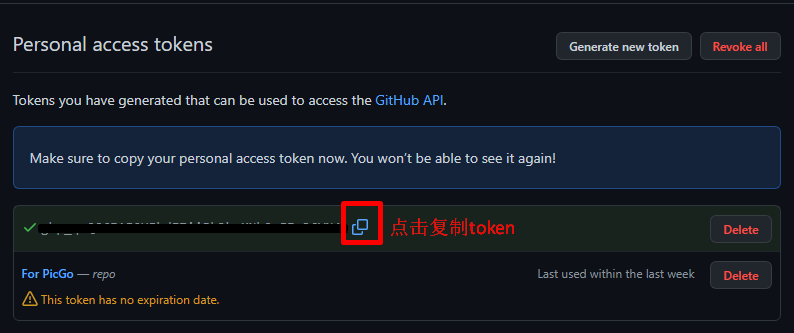 Personal access tokens
Generate new token
Revoke all
Tokens you have generated that can be used to access the GitHub API.
Make sure to copy your personal access token now. You won't be able to see it again!
点击复制token
Delete
For PicGo — repo
Last used within the last week
Delete
This token has no expiration date.